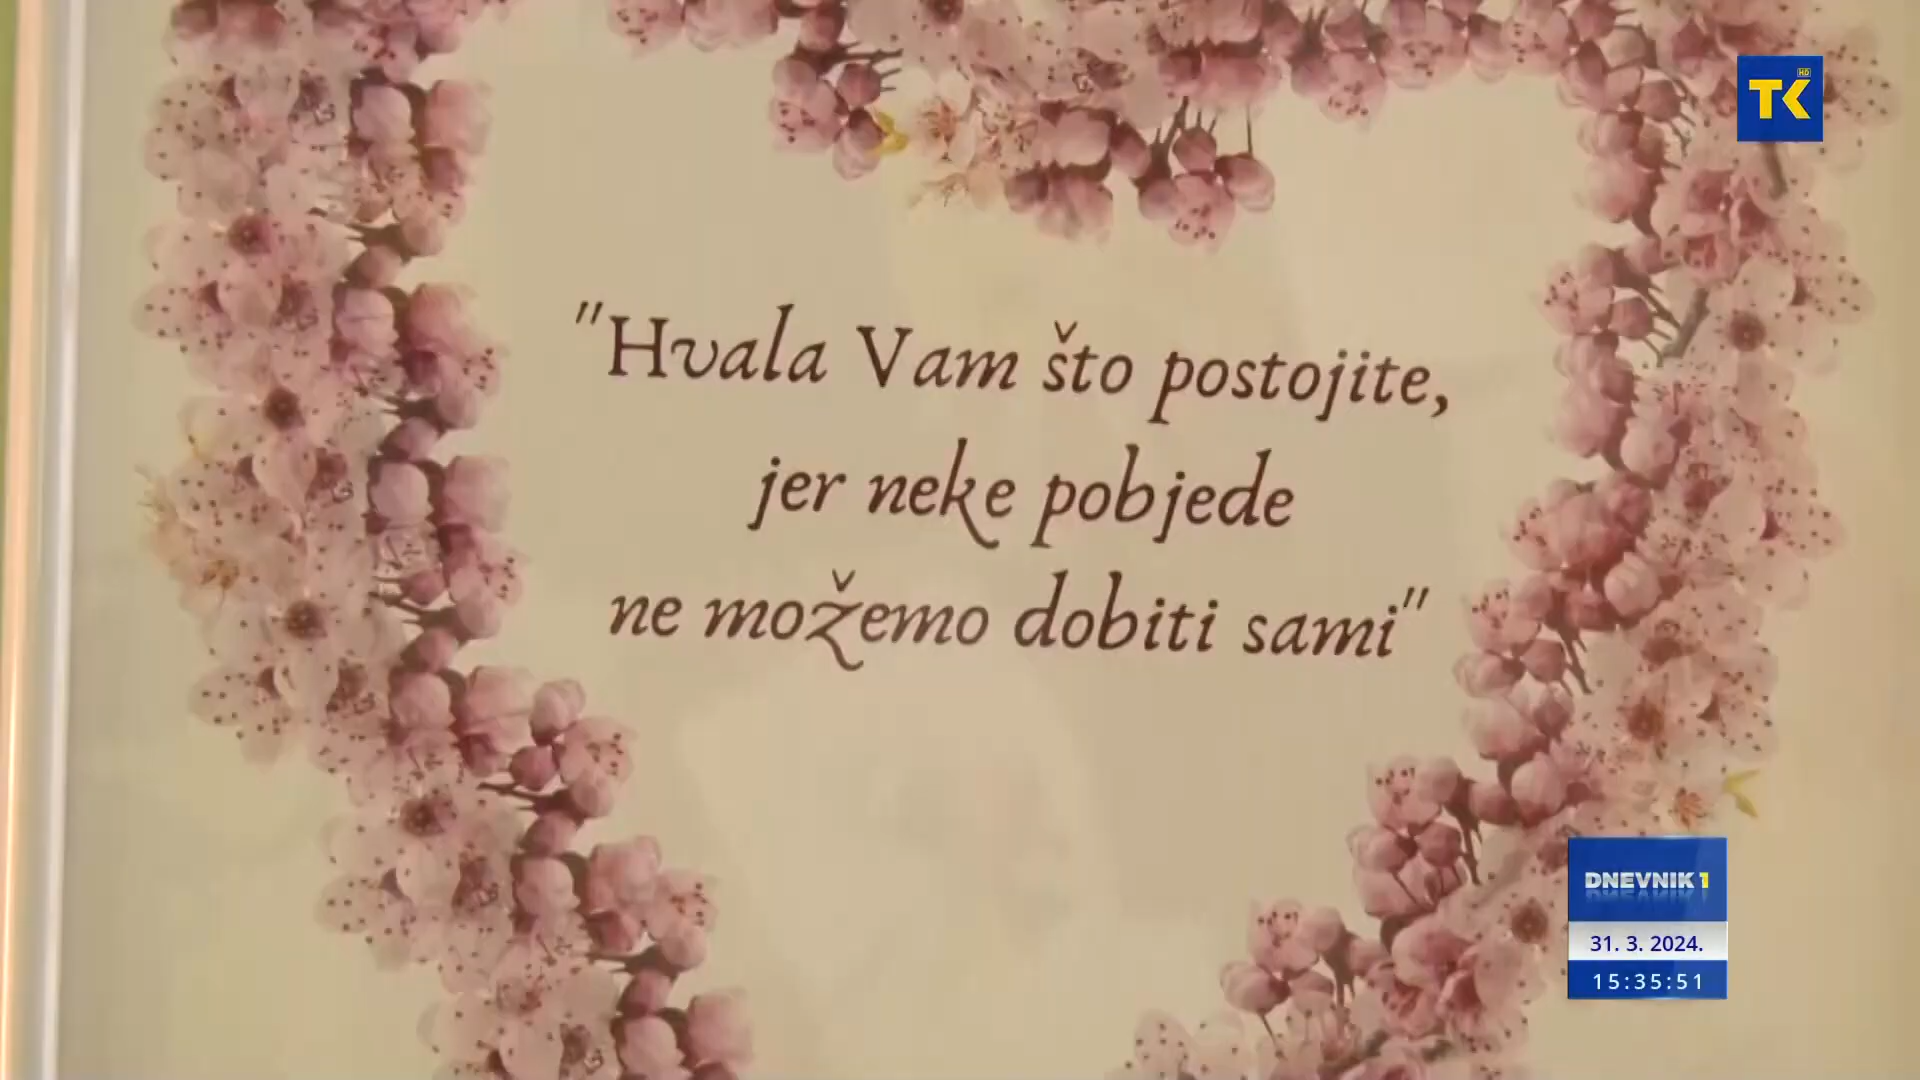 TK HD
"Hvala Vam što postojite,
jer neke pobjede
ne možemo dobiti sami"
DNEVNIK 1
31. 3. 2024.
15:35:51